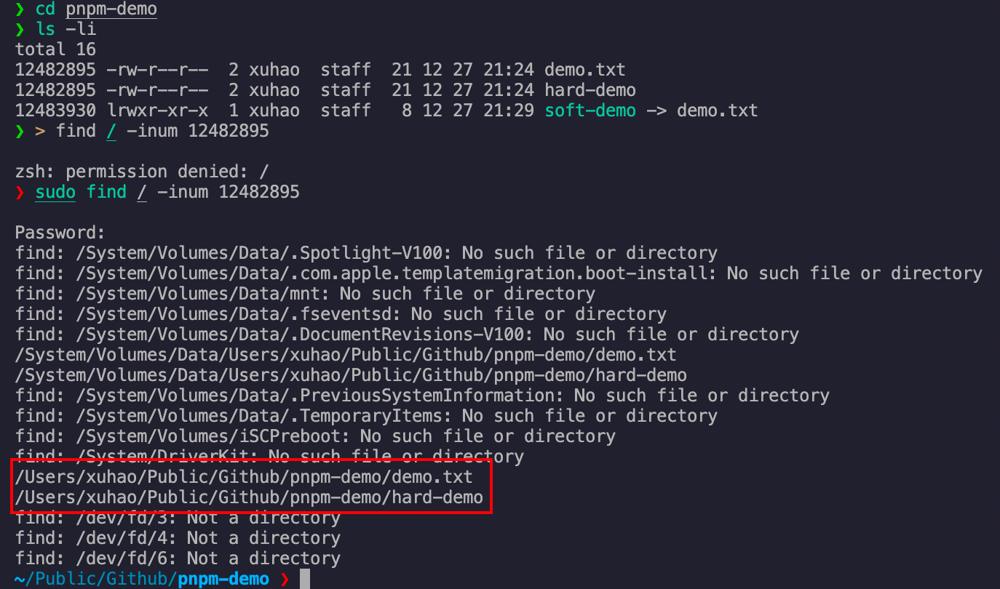 ❯ cd pnpm-demo
❯ ls -li
total 16
12482895 -rw-r--r--  2 xuhao  staff  21 12 27 21:24 demo.txt
12482895 -rw-r--r--  2 xuhao  staff  21 12 27 21:24 hard-demo
12483930 lrwxr-xr-x  1 xuhao  staff   8 12 27 21:29 soft-demo -> demo.txt
❯ > find / -inum 12482895
zsh: permission denied: /
❯ sudo find / -inum 12482895
Password:
find: /System/Volumes/Data/.Spotlight-V100: No such file or directory
find: /System/Volumes/Data/.com.apple.templatemigration.boot-install: No such file or directory
find: /System/Volumes/Data/mnt: No such file or directory
find: /System/Volumes/Data/.fseventsd: No such file or directory
find: /System/Volumes/Data/.DocumentRevisions-V100: No such file or directory
/System/Volumes/Data/Users/xuhao/Public/Github/pnpm-demo/demo.txt
/System/Volumes/Data/Users/xuhao/Public/Github/pnpm-demo/hard-demo
find: /System/Volumes/Data/.PreviousSystemInformation: No such file or directory
find: /System/Volumes/Data/.TemporaryItems: No such file or directory
find: /System/Volumes/iSCPreboot: No such file or directory
find: /System/DriverKit: No such file or directory
/Users/xuhao/Public/Github/pnpm-demo/demo.txt
/Users/xuhao/Public/Github/pnpm-demo/hard-demo
find: /dev/fd/3: Not a directory
find: /dev/fd/4: Not a directory
find: /dev/fd/6: Not a directory
~/Public/Github/pnpm-demo ❯